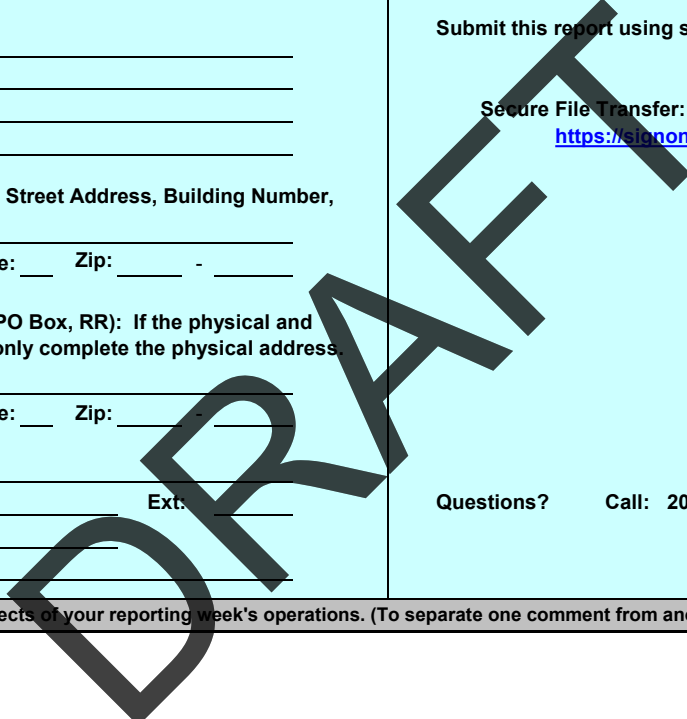 Submit this report using s
Secure File Transfer:
https://signon
Street Address, Building Number,
e: Zip: -
PO Box, RR): If the physical and
only complete the physical address.
e: Zip: -
Ext:
Questions? Call: 20
ects of your reporting week's operations. (To separate one comment from ano
DRAFT